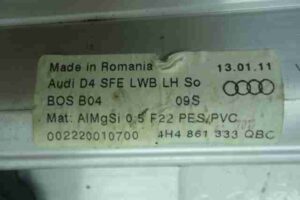 Made in Romania 13.01.11
Audi D4 SFE LWB LH So
BOS B04 09S
Mat: AlMgSi 0.5 F22 PES/PVC
002220010700 4H4 861 333 QBC